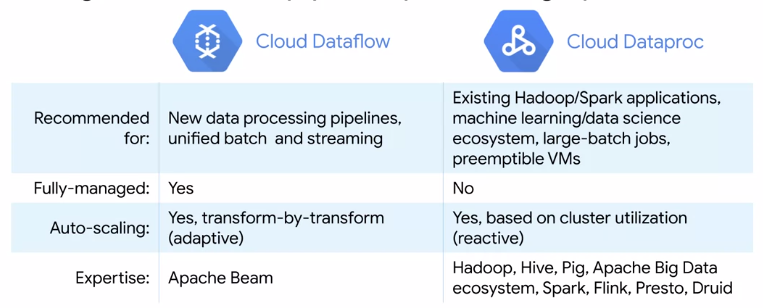 Cloud Dataflow
Cloud Dataproc
Recommended for:
New data processing pipelines,
unified batch and streaming
Existing Hadoop/Spark applications,
machine learning/data science
ecosystem, large-batch jobs,
preemptible VMs
Fully-managed:
Yes
No
Auto-scaling:
Yes, transform-by-transform
(adaptive)
Yes, based on cluster utilization
(reactive)
Expertise:
Apache Beam
Hadoop, Hive, Pig, Apache Big Data
ecosystem, Spark, Flink, Presto, Druid